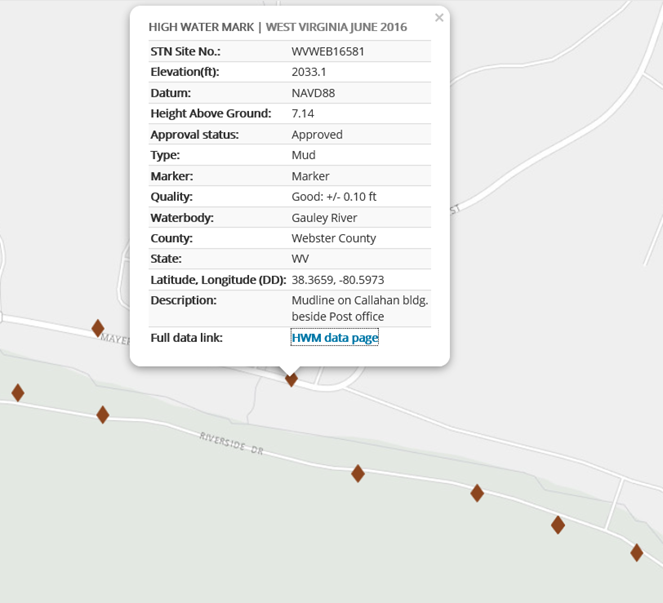 ×
HIGH WATER MARK | WEST VIRGINIA JUNE 2016
STN Site No.: WVWEB16581
Elevation(ft): 2033.1
Datum: NAVD88
Height Above Ground: 7.14
Approval status: Approved
Type: Mud
Marker: Marker
Quality: Good: +/- 0.10 ft
Waterbody: Gauley River
County: Webster County
State: WV
Latitude, Longitude (DD): 38.3659, -80.5973
Description: Mudline on Callahan bldg.
beside Post office
Full data link: HWM data page
ST
MAYER
RIVERSIDE DR